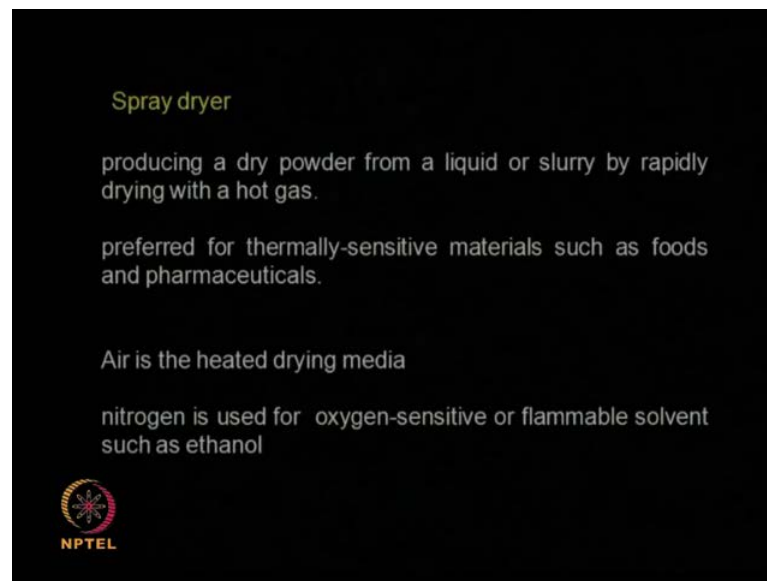 Spray dryer
producing a dry powder from a liquid or slurry by rapidly
drying with a hot gas.
preferred for thermally-sensitive materials such as foods
and pharmaceuticals.
Air is the heated drying media
nitrogen is used for oxygen-sensitive or flammable solvent
such as ethanol
NPTEL